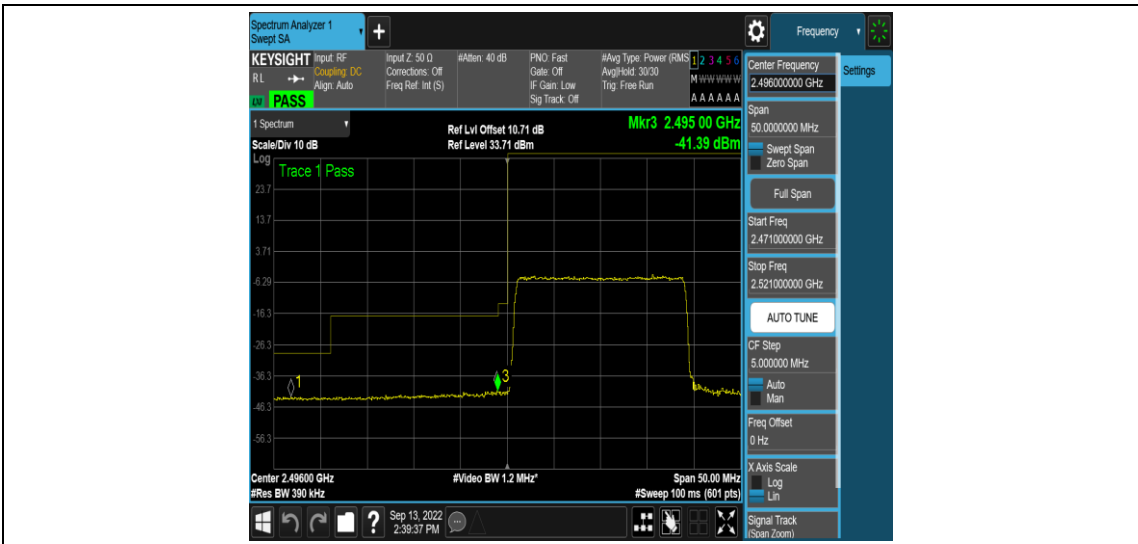 Spectrum Analyzer 1
Swept SA
+
Frequency
KEYSIGHT
RL
PASS
Input: RF
Coupling: DC
Align: Auto
Input Z: 50 Ω
Corrections: Off
Freq Ref: Int (S)
#Atten: 40 dB
PNO: Fast
Gate: Off
IF Gain: Low
Sig Track: Off
#Avg Type: Power (RMS
Avg|Hold: 30/30
Trig: Free Run
1 2 3 4 5 6
M W W W W W
A A A A A A
1 Spectrum
Scale/Div 10 dB
Ref Lvl Offset 10.71 dB
Ref Level 33.71 dBm
Mkr3 2.495 00 GHz
-41.39 dBm
Log
Trace 1 Pass
23.7
13.7
3.71
-6.29
-16.3
-26.3
-36.3
-46.3
-56.3
1
3
Center 2.49600 GHz
#Res BW 390 kHz
#Video BW 1.2 MHz*
Span 50.00 MHz
#Sweep 100 ms (601 pts)
?
Sep 13, 2022
2:39:37 PM
Center Frequency
2.496000000 GHz
Settings
Span
50.0000000 MHz
Swept Span
Zero Span
Full Span
Start Freq
2.471000000 GHz
Stop Freq
2.521000000 GHz
AUTO TUNE
CF Step
5.000000 MHz
Auto
Man
Freq Offset
0 Hz
X Axis Scale
Log
Lin
Signal Track
(Span Zoom)